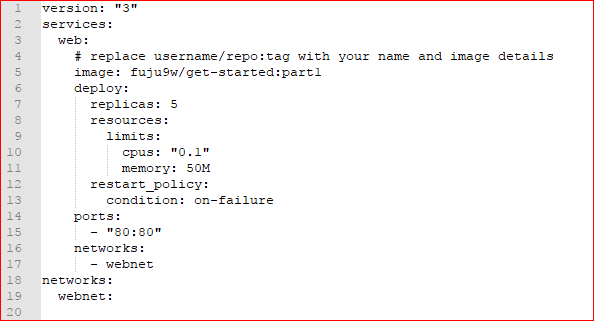 1 version: "3"
2 services:
3   web:
4     # replace username/repo:tag with your name and image details
5     image: fuju9w/get-started:part1
6     deploy:
7       replicas: 5
8       resources:
9         limits:
10           cpus: "0.1"
11           memory: 50M
12       restart_policy:
13         condition: on-failure
14     ports:
15       - "80:80"
16     networks:
17       - webnet
18 networks:
19   webnet:
20